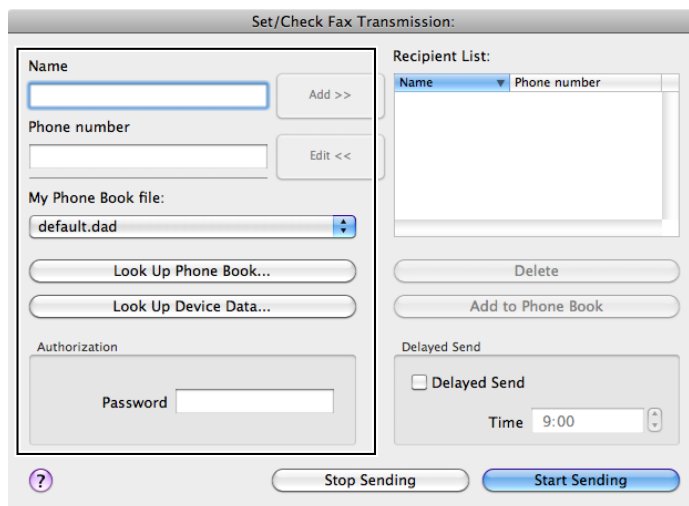 Set/Check Fax Transmission:
Name
Add >>
Phone number
Edit <<
My Phone Book file:
default.dad
Look Up Phone Book...
Look Up Device Data...
Authorization
Password
Recipient List:
Name Phone number
Delete
Add to Phone Book
Delayed Send
Delayed Send
Time 9:00
?
Stop Sending
Start Sending